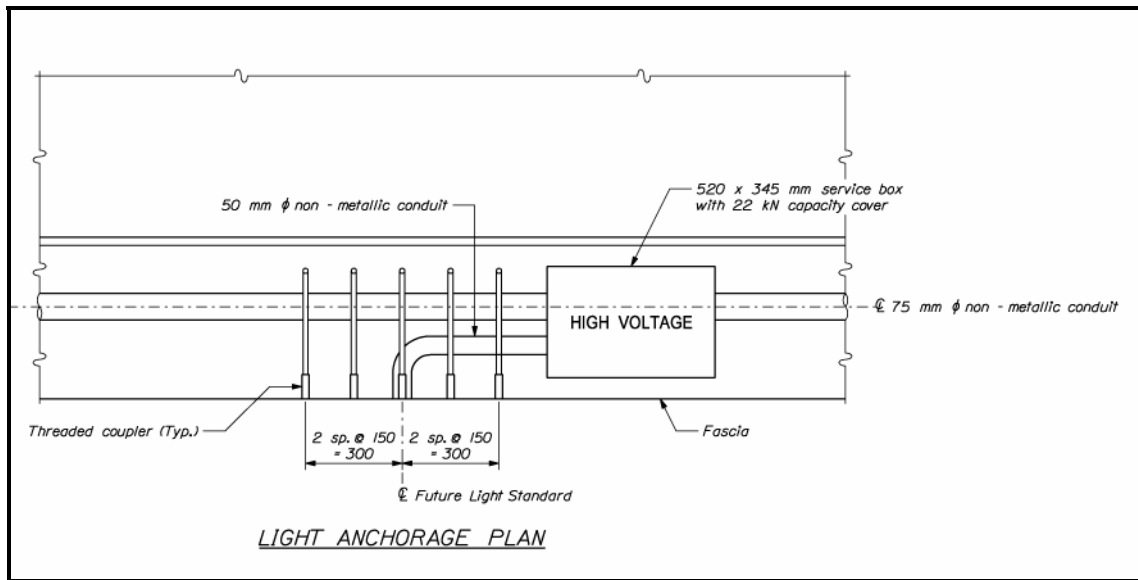 520 x 345 mm service box
with 22 kN capacity cover
50 mm ϕ non - metallic conduit
HIGH VOLTAGE
℄ 75 mm ϕ non - metallic conduit
Threaded coupler (Typ.)
2 sp. @ 150
= 300
2 sp. @ 150
= 300
Fascia
℄ Future Light Standard
LIGHT ANCHORAGE PLAN